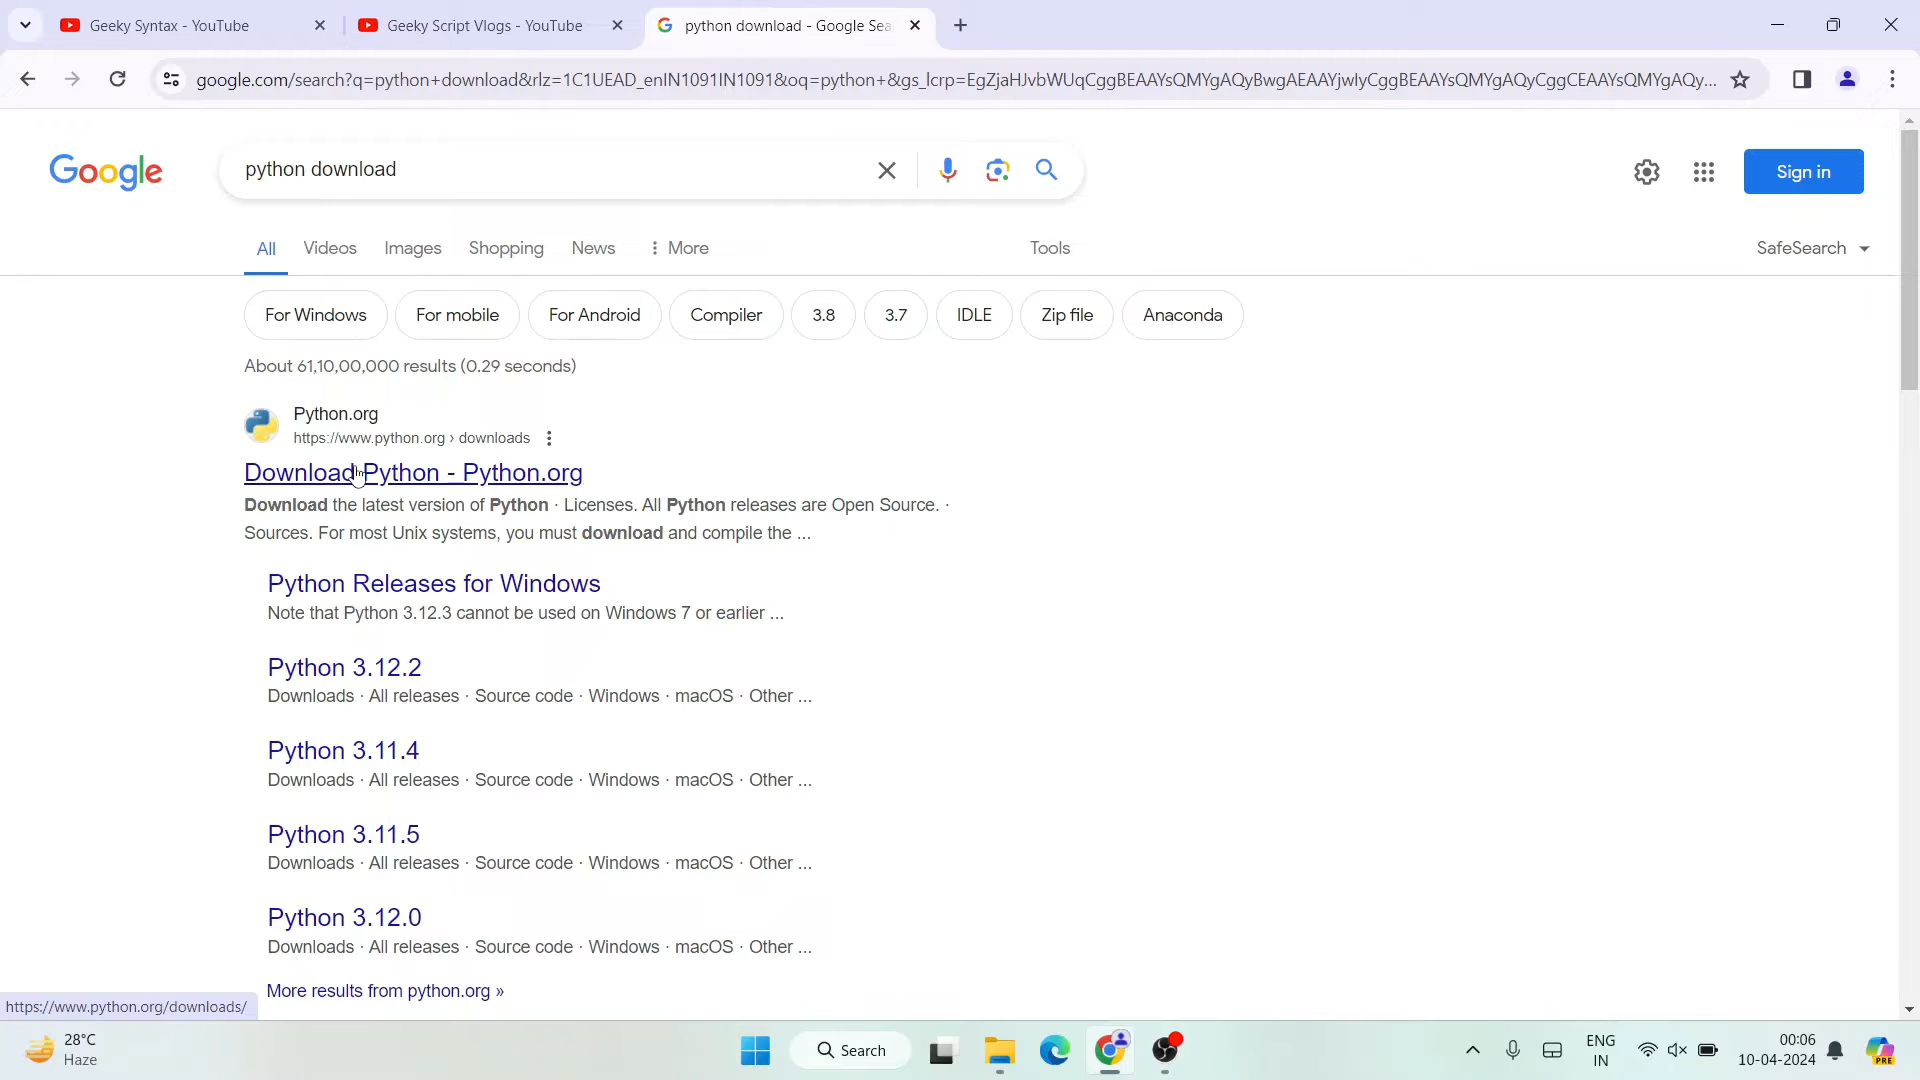 Geeky Syntax - YouTube
Geeky Script Vlogs - YouTube
python download - Google Sea
google.com/search?q=python+download&rlz=1C1UEAD_enIN1091IN1091&oq=python+&gs_lcrp=EgZjaHJvbWUqCggBEAAYsQMYgAQyBwgAEAAYjwIyCggBEAAYsQMYgAQyCggCEAAYsQMYgAQy...
Google
python download
Sign in
All
Videos
Images
Shopping
News
More
Tools
SafeSearch
For Windows
For mobile
For Android
Compiler
3.8
3.7
IDLE
Zip file
Anaconda
About 61,10,00,000 results (0.29 seconds)
Python.org
https://www.python.org › downloads
Download Python - Python.org
Download the latest version of Python · Licenses. All Python releases are Open Source. ·
Sources. For most Unix systems, you must download and compile the ...
Python Releases for Windows
Note that Python 3.12.3 cannot be used on Windows 7 or earlier ...
Python 3.12.2
Downloads · All releases · Source code · Windows · macOS · Other ...
Python 3.11.4
Downloads · All releases · Source code · Windows · macOS · Other ...
Python 3.11.5
Downloads · All releases · Source code · Windows · macOS · Other ...
Python 3.12.0
Downloads · All releases · Source code · Windows · macOS · Other ...
More results from python.org »
https://www.python.org/downloads/
28°C
Haze
Search
ENG
IN
00:06
10-04-2024
PRE